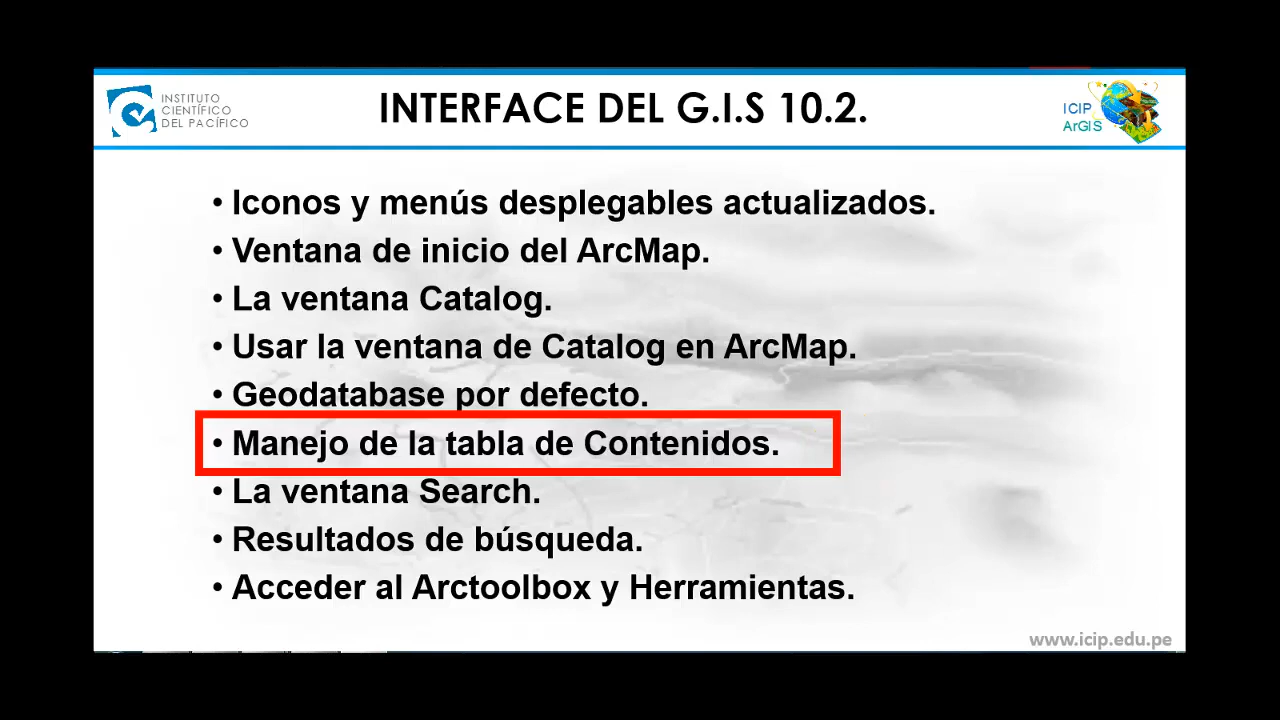 INSTITUTO
CIENTÍFICO
DEL PACÍFICO
INTERFACE DEL G.I.S 10.2.
ICIP
ArGIS
• Iconos y menús desplegables actualizados.
• Ventana de inicio del ArcMap.
• La ventana Catalog.
• Usar la ventana de Catalog en ArcMap.
• Geodatabase por defecto.
• Manejo de la tabla de Contenidos.
• La ventana Search.
• Resultados de búsqueda.
• Acceder al Arctoolbox y Herramientas.
www.icip.edu.pe